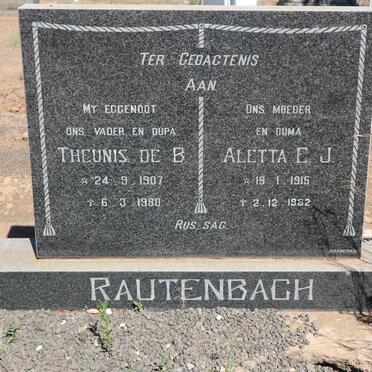 TER GEDAGTENIS
AAN
MY EGGENOOT
ONS VADER EN OUPA
THEUNIS DE B
☆ 24.9.1907
✝ 6.3.1980
ONS MOEDER
EN OUMA
ALETTA E J
☆ 19.1.1915
✝ 2.12.1982
RUS SAG
RAUTENBACH